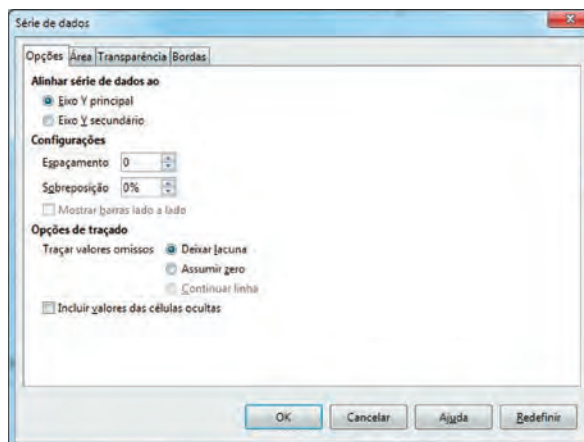 Série de dados
Opções Área Transparência Bordas
Alinhar série de dados ao
Eixo Y principal
Eixo Y secundário
Configurações
Espaçamento 0
Sobreposição 0%
Mostrar barras lado a lado
Opções de traçado
Traçar valores omissos Deixar lacuna
Assumir zero
Continuar linha
Incluir valores das células ocultas
OK Cancelar Ajuda Redefinir